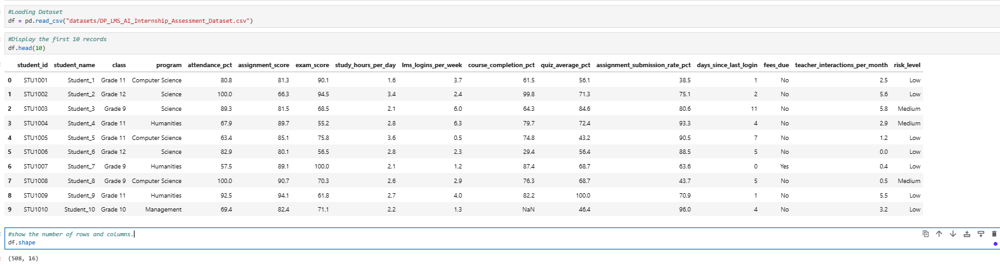 #Loading Dataset
df = pd.read_csv("datasets/DP_LMS_AI_Internship_Assessment_Dataset.csv")
#Display the first 10 records
df.head(10)
student_id student_name class program attendance_pct assignment_score exam_score study_hours_per_day lms_logins_per_week course_completion_pct quiz_average_pct assignment_submission_rate_pct days_since_last_login fees_due teacher_interactions_per_month risk_level
0 STU1001 Student_1 Grade 11 Computer Science 80.8 81.3 90.1 1.6 3.7 61.5 56.1 38.5 1 No 2.5 Low
1 STU1002 Student_2 Grade 12 Science 100.0 66.3 94.5 3.4 2.4 99.8 71.3 75.1 2 No 5.6 Low
2 STU1003 Student_3 Grade 9 Science 89.3 81.5 68.5 2.1 6.0 64.3 84.6 80.6 11 No 5.8 Medium
3 STU1004 Student_4 Grade 11 Humanities 67.9 89.7 55.2 2.8 6.3 79.7 72.4 93.3 4 No 2.9 Medium
4 STU1005 Student_5 Grade 11 Computer Science 63.4 85.1 75.8 3.6 0.5 74.8 43.2 90.5 7 No 1.2 Low
5 STU1006 Student_6 Grade 12 Science 82.9 80.1 56.5 2.8 2.3 29.4 56.4 88.5 5 No 0.0 Low
6 STU1007 Student_7 Grade 9 Humanities 57.5 89.1 100.0 2.1 1.2 87.4 68.7 63.6 0 Yes 0.4 Low
7 STU1008 Student_8 Grade 9 Computer Science 100.0 90.7 70.3 2.6 2.9 76.3 68.7 43.7 5 No 0.5 Medium
8 STU1009 Student_9 Grade 11 Humanities 92.5 94.1 61.8 2.7 4.0 82.2 100.0 70.9 1 No 5.5 Low
9 STU1010 Student_10 Grade 10 Management 69.4 82.4 71.1 2.2 1.3 NaN 46.4 96.0 4 No 3.2 Low
#show the number of rows and columns.
df.shape
(508, 16)